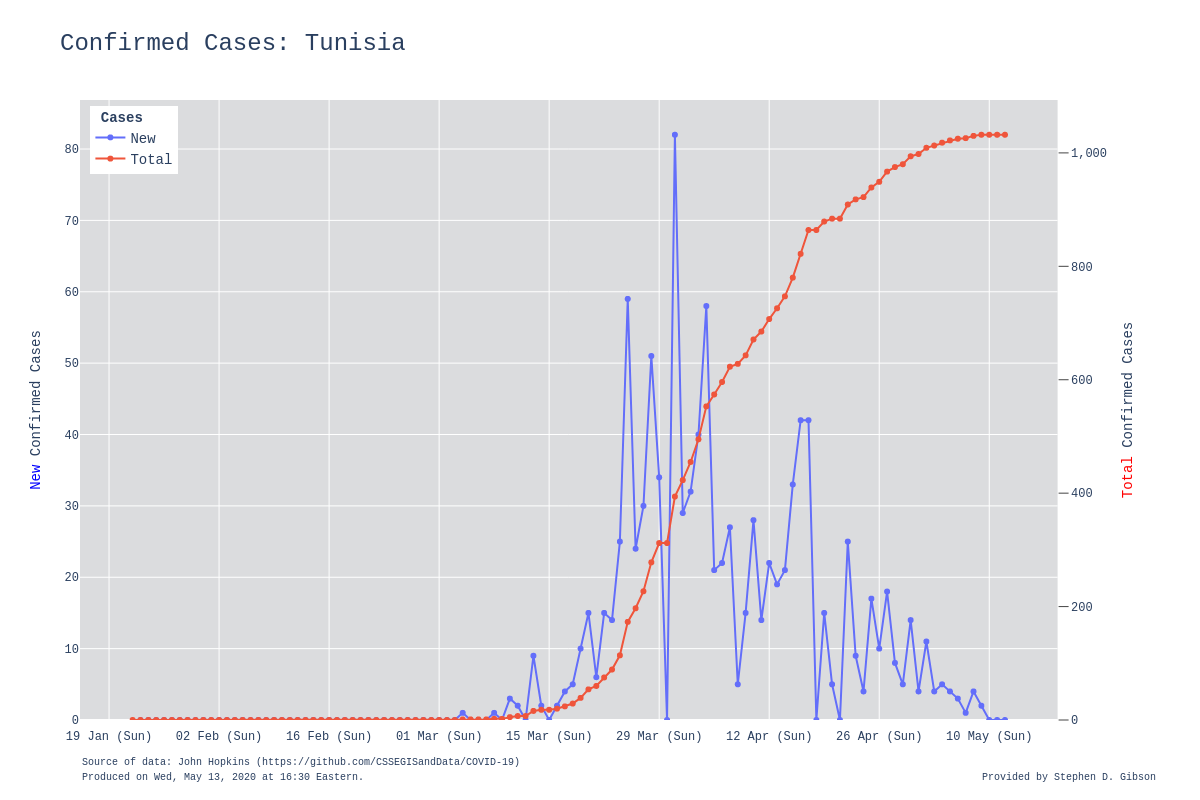 Confirmed Cases: Tunisia
Cases
New
Total
80
70
60
50
40
30
20
10
0
New Confirmed Cases
1,000
800
600
400
200
0
Total Confirmed Cases
19 Jan (Sun) 02 Feb (Sun) 16 Feb (Sun) 01 Mar (Sun) 15 Mar (Sun) 29 Mar (Sun) 12 Apr (Sun) 26 Apr (Sun) 10 May (Sun)
Source of data: John Hopkins (https://github.com/CSSEGISandData/COVID-19)
Produced on Wed, May 13, 2020 at 16:30 Eastern.
Provided by Stephen D. Gibson